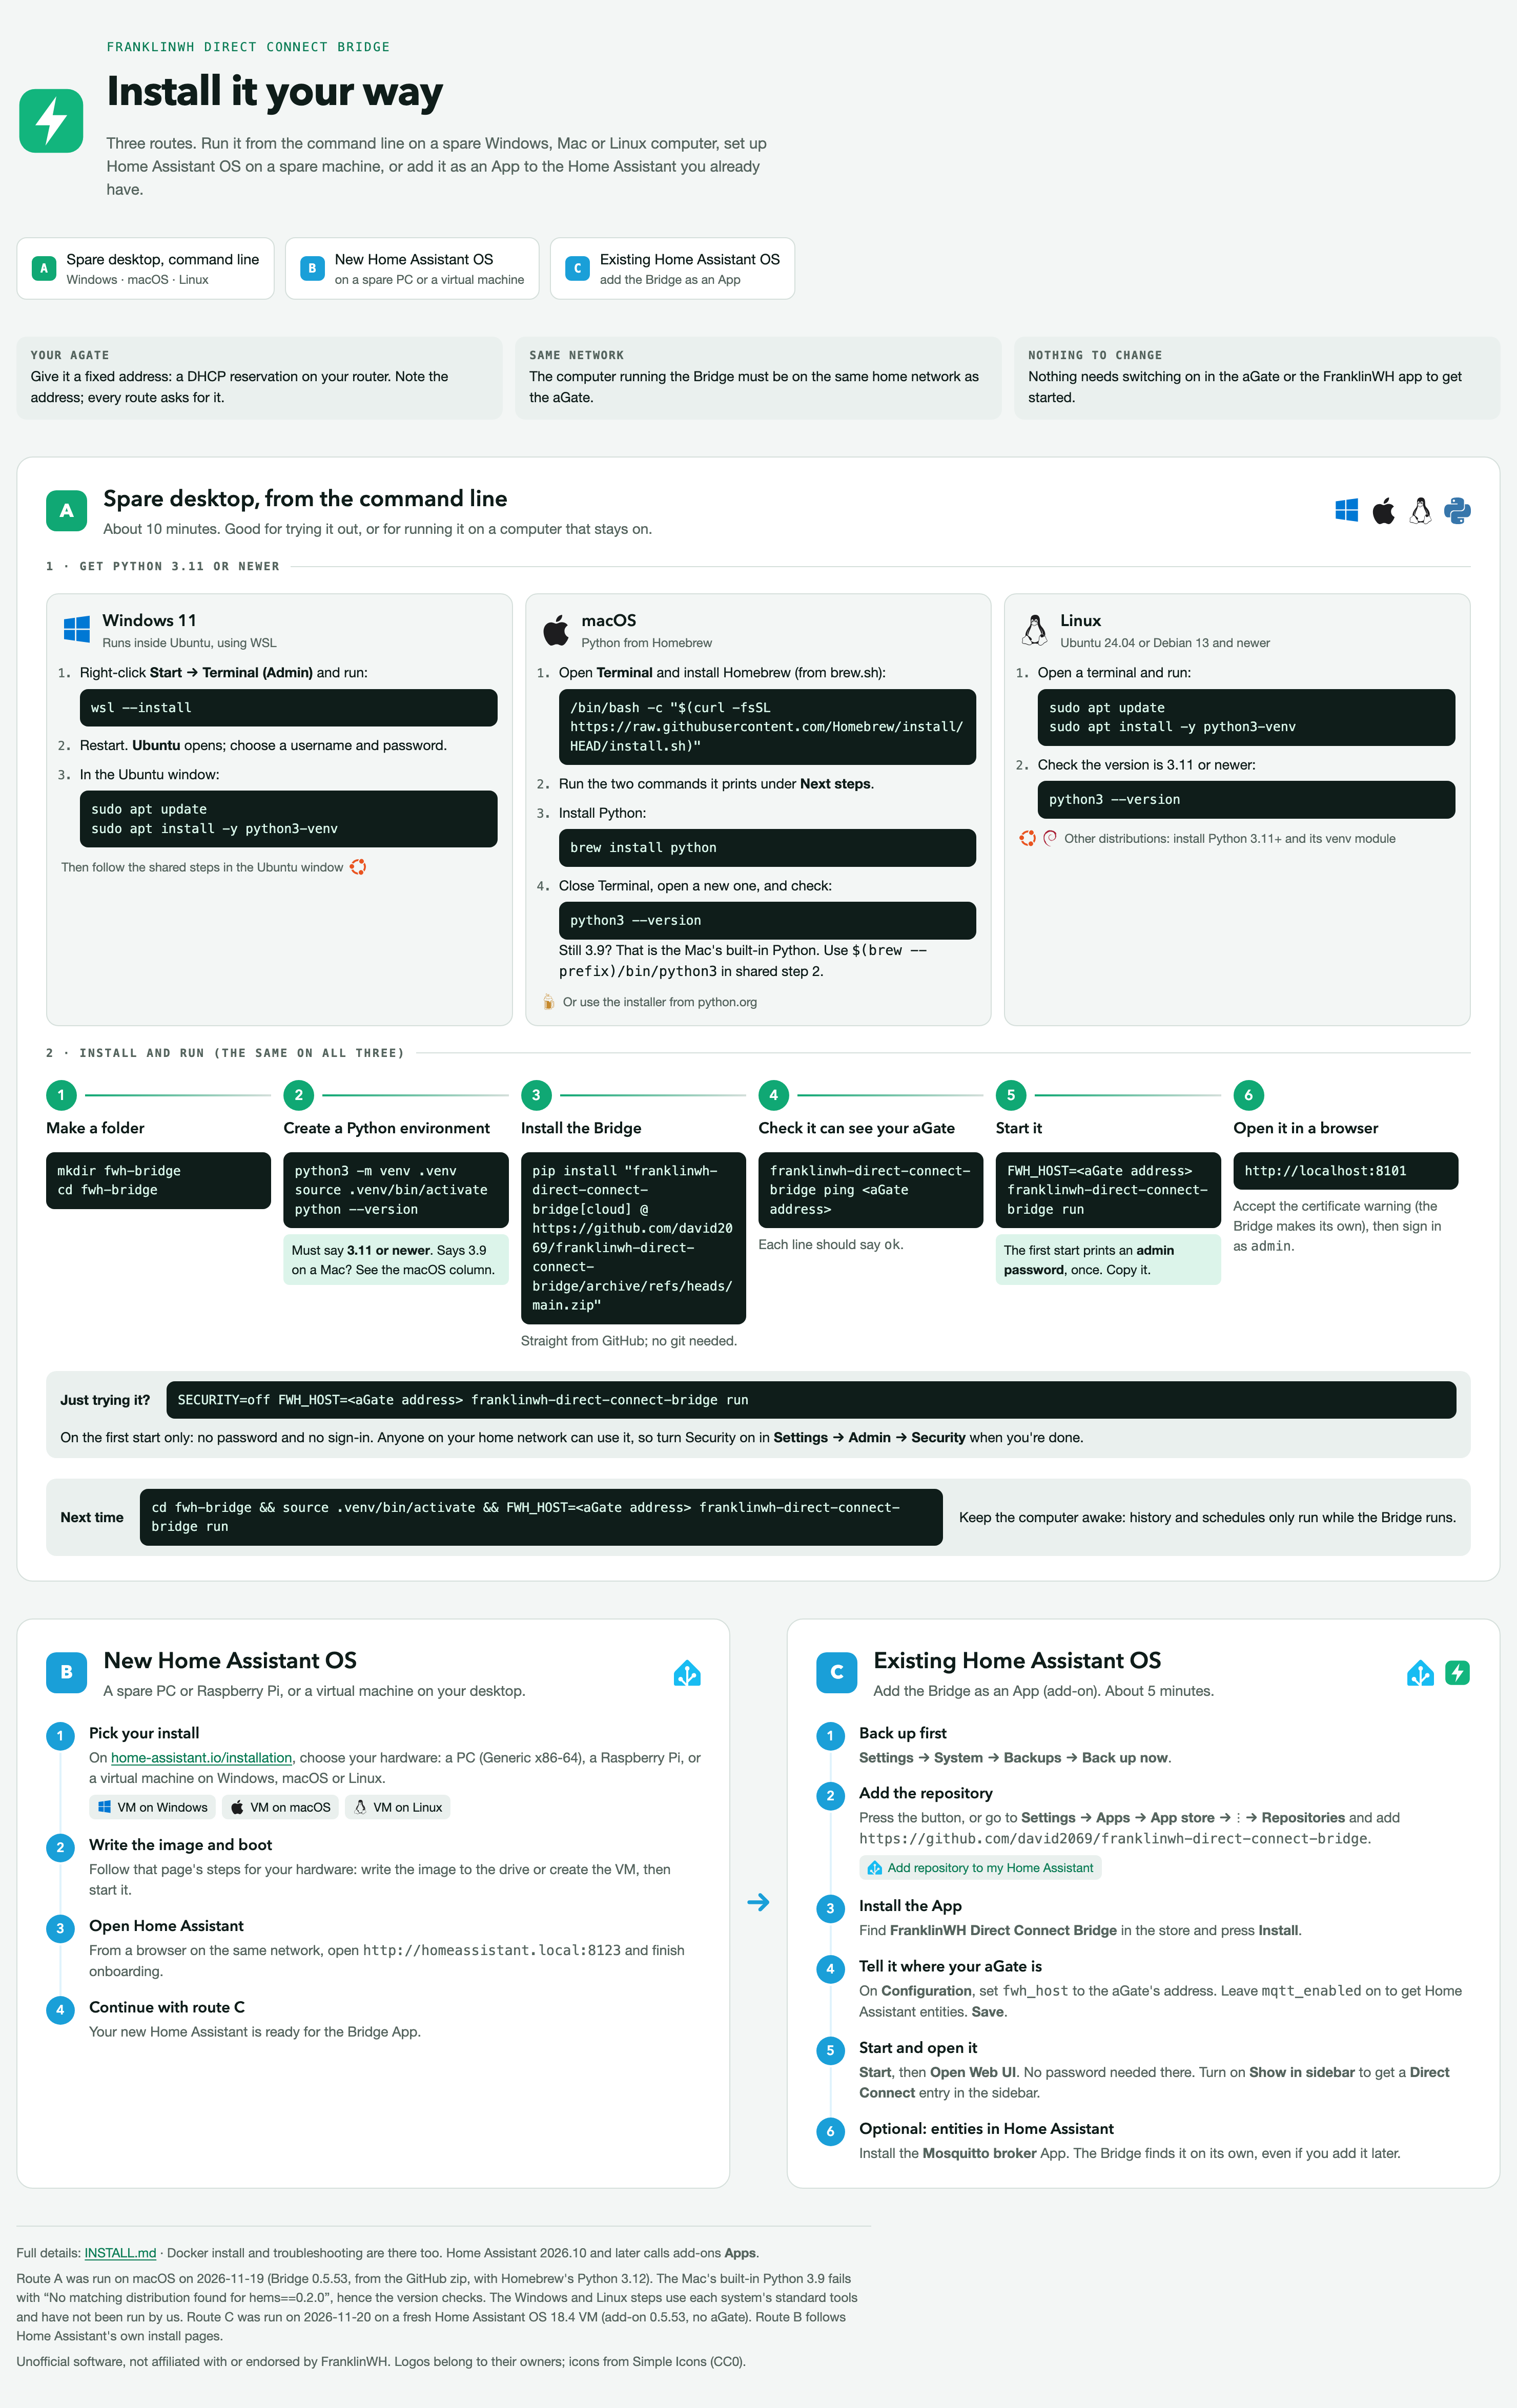 FRANKLINWH DIRECT CONNECT BRIDGE
Install it your way
Three routes. Run it from the command line on a spare Windows, Mac or Linux computer, set up
Home Assistant OS on a spare machine, or add it as an App to the Home Assistant you already
have.
A
Spare desktop, command line
Windows · macOS · Linux
B
New Home Assistant OS
on a spare PC or a virtual machine
C
Existing Home Assistant OS
add the Bridge as an App
YOUR AGATE
Give it a fixed address: a DHCP reservation on your router. Note the
address; every route asks for it.
SAME NETWORK
The computer running the Bridge must be on the same home network as
the aGate.
NOTHING TO CHANGE
Nothing needs switching on in the aGate or the FranklinWH app to get
started.
A
Spare desktop, from the command line
About 10 minutes. Good for trying it out, or for running it on a computer that stays on.
1 · GET PYTHON 3.11 OR NEWER
Windows 11
Runs inside Ubuntu, using WSL
1. Right-click Start → Terminal (Admin) and run:
wsl --install
2. Restart. Ubuntu opens; choose a username and password.
3. In the Ubuntu window:
sudo apt update
sudo apt install -y python3-venv
Then follow the shared steps in the Ubuntu window
macOS
Python from Homebrew
1. Open Terminal and install Homebrew (from brew.sh):
/bin/bash -c "$(curl -fsSL
https://raw.githubusercontent.com/Homebrew/install/
HEAD/install.sh)"
2. Run the two commands it prints under Next steps.
3. Install Python:
brew install python
4. Close Terminal, open a new one, and check:
python3 --version
Still 3.9? That is the Mac's built-in Python. Use $(brew --
prefix)/bin/python3 in shared step 2.
Or use the installer from python.org
Linux
Ubuntu 24.04 or Debian 13 and newer
1. Open a terminal and run:
sudo apt update
sudo apt install -y python3-venv
2. Check the version is 3.11 or newer:
python3 --version
Other distributions: install Python 3.11+ and its venv module
2 · INSTALL AND RUN (THE SAME ON ALL THREE)
1
Make a folder
mkdir fwh-bridge
cd fwh-bridge
2
Create a Python environment
python3 -m venv .venv
source .venv/bin/activate
python --version
Must say 3.11 or newer. Says 3.9
on a Mac? See the macOS column.
3
Install the Bridge
pip install "franklinwh-
direct-connect-
bridge[cloud] @
https://github.com/david20
69/franklinwh-direct-
connect-
bridge/archive/refs/heads/
main.zip"
Straight from GitHub; no git needed.
4
Check it can see your aGate
franklinwh-direct-connect-
bridge ping <aGate
address>
Each line should say ok.
5
Start it
FWH_HOST=<aGate address>
franklinwh-direct-connect-
bridge run
The first start prints an admin
password, once. Copy it.
6
Open it in a browser
http://localhost:8101
Accept the certificate warning (the
Bridge makes its own), then sign in
as admin.
Just trying it?
SECURITY=off FWH_HOST=<aGate address> franklinwh-direct-connect-bridge run
On the first start only: no password and no sign-in. Anyone on your home network can use it, so turn Security on in Settings → Admin → Security when you're done.
Next time
cd fwh-bridge && source .venv/bin/activate && FWH_HOST=<aGate address> franklinwh-direct-connect-
bridge run
Keep the computer awake: history and schedules only run while the Bridge runs.
B
New Home Assistant OS
A spare PC or Raspberry Pi, or a virtual machine on your desktop.
1
Pick your install
On home-assistant.io/installation, choose your hardware: a PC (Generic x86-64), a Raspberry Pi, or
a virtual machine on Windows, macOS or Linux.
VM on Windows
VM on macOS
VM on Linux
2
Write the image and boot
Follow that page's steps for your hardware: write the image to the drive or create the VM, then
start it.
3
Open Home Assistant
From a browser on the same network, open http://homeassistant.local:8123 and finish
onboarding.
4
Continue with route C
Your new Home Assistant is ready for the Bridge App.
→
C
Existing Home Assistant OS
Add the Bridge as an App (add-on). About 5 minutes.
1
Back up first
Settings → System → Backups → Back up now.
2
Add the repository
Press the button, or go to Settings → Apps → App store → ⋮ → Repositories and add
https://github.com/david2069/franklinwh-direct-connect-bridge.
Add repository to my Home Assistant
3
Install the App
Find FranklinWH Direct Connect Bridge in the store and press Install.
4
Tell it where your aGate is
On Configuration, set fwh_host to the aGate's address. Leave mqtt_enabled on to get Home
Assistant entities. Save.
5
Start and open it
Start, then Open Web UI. No password needed there. Turn on Show in sidebar to get a Direct
Connect entry in the sidebar.
6
Optional: entities in Home Assistant
Install the Mosquitto broker App. The Bridge finds it on its own, even if you add it later.
Full details: INSTALL.md · Docker install and troubleshooting are there too. Home Assistant 2026.10 and later calls add-ons Apps.
Route A was run on macOS on 2026-11-19 (Bridge 0.5.53, from the GitHub zip, with Homebrew's Python 3.12). The Mac's built-in Python 3.9 fails
with “No matching distribution found for hems==0.2.0”, hence the version checks. The Windows and Linux steps use each system's standard tools
and have not been run by us. Route C was run on 2026-11-20 on a fresh Home Assistant OS 18.4 VM (add-on 0.5.53, no aGate). Route B follows
Home Assistant's own install pages.
Unofficial software, not affiliated with or endorsed by FranklinWH. Logos belong to their owners; icons from Simple Icons (CC0).